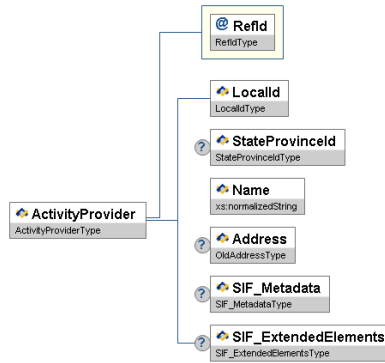 @ RefId
RefIdType
LocalId
LocalIdType
? StateProvinceId
StateProvinceIdType
Name
xs:normalizedString
ActivityProvider
ActivityProviderType
? Address
OldAddressType
? SIF_Metadata
SIF_MetadataType
? SIF_ExtendedElements
SIF_ExtendedElementsType